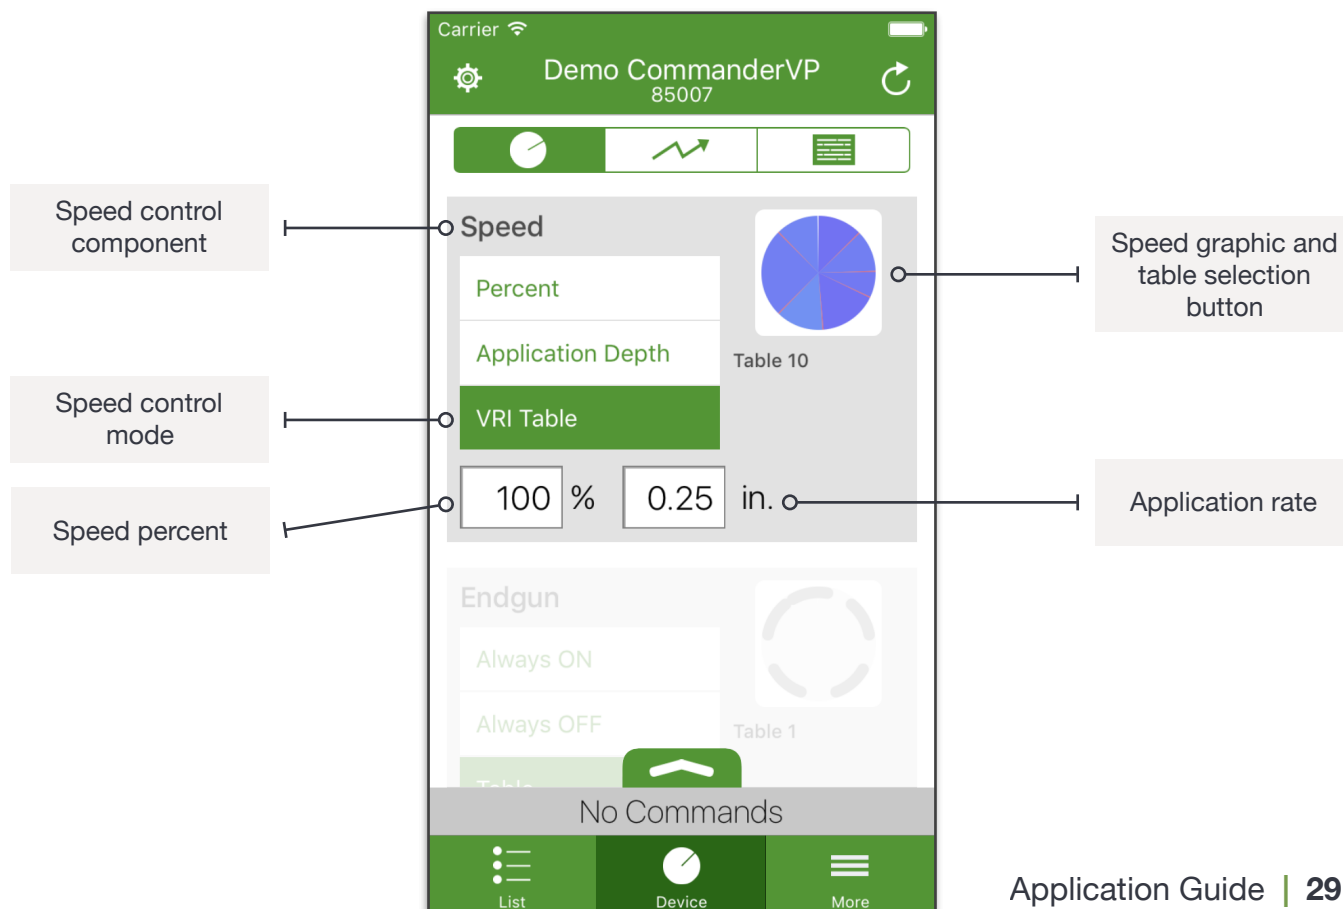 Carrier
Demo CommanderVP
85007
Speed control
component
Speed
Speed graphic and
table selection
button
Percent
Application Depth
Table 10
Speed control
mode
VRI Table
100 % 0.25 in.
Speed percent
Application rate
Endgun
Always ON
Always OFF
Table 1
Table
No Commands
List
Device
More
Application Guide | 29